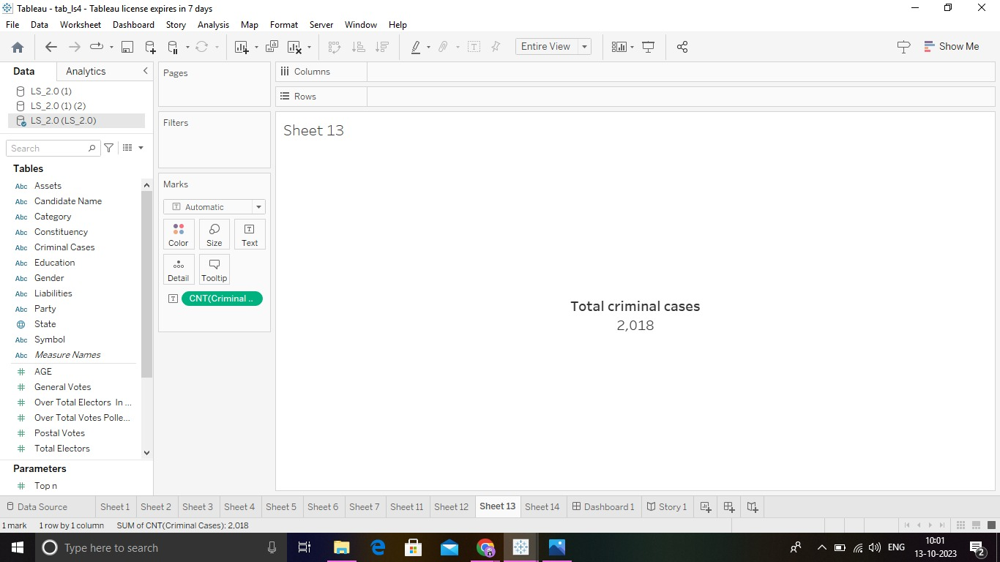 Tableau - tab_ls4 - Tableau license expires in 7 days
File Data Worksheet Dashboard Story Analysis Map Format Server Window Help
Entire View
Show Me
Data Analytics
LS_2.0 (1)
LS_2.0 (1) (2)
LS_2.0 (LS_2.0)
Search
Tables
Abc Assets
Abc Candidate Name
Abc Category
Abc Constituency
Abc Criminal Cases
Abc Education
Abc Gender
Abc Liabilities
Abc Party
State
Abc Symbol
Abc Measure Names
# AGE
# General Votes
# Over Total Electors In ...
# Over Total Votes Polle...
# Postal Votes
# Total Electors
Parameters
# Top n
Pages
Filters
Marks
T Automatic
Color Size Text
Detail Tooltip
T CNT(Criminal ..
Columns
Rows
Sheet 13
Total criminal cases
2,018
Data Source Sheet 1 Sheet 2 Sheet 3 Sheet 4 Sheet 5 Sheet 6 Sheet 7 Sheet 11 Sheet 12 Sheet 13 Sheet 14 Dashboard 1 Story 1
1 mark 1 row by 1 column SUM of CNT(Criminal Cases): 2,018
Type here to search
ENG
10:01
13-10-2023
2